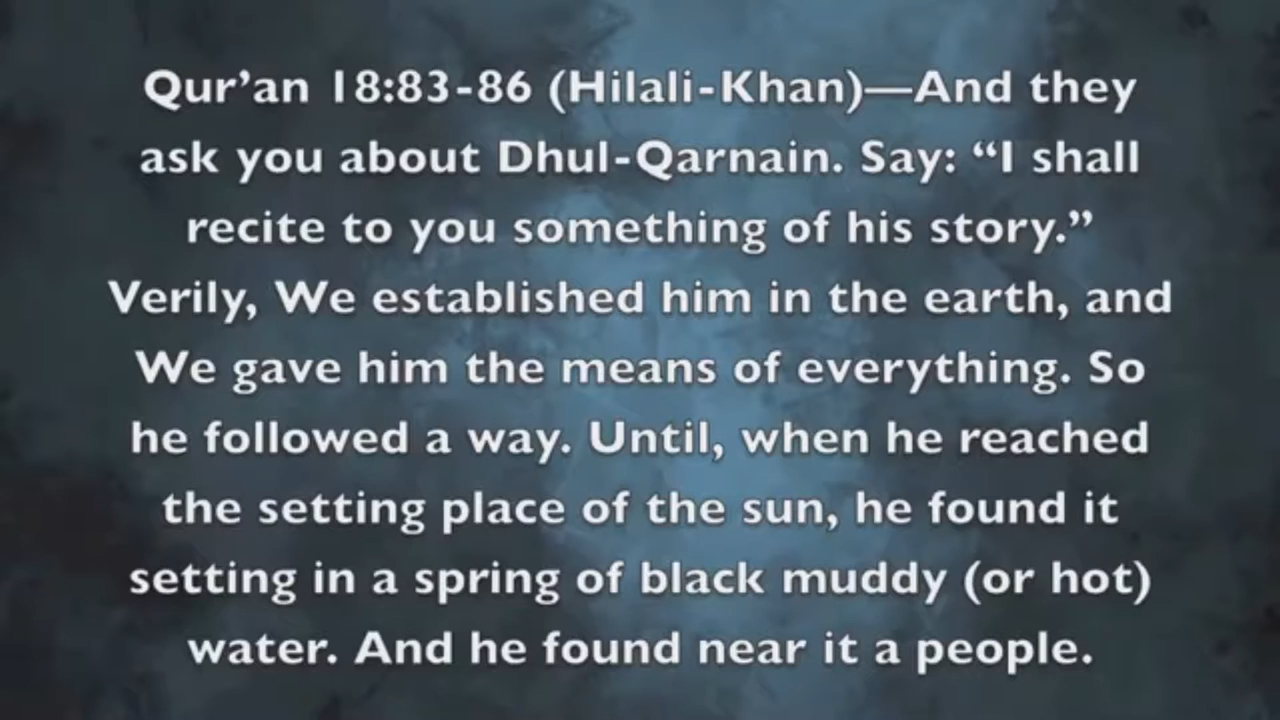 Qur’an 18:83-86 (Hilali-Khan)—And they
ask you about Dhul-Qarnain. Say: “I shall
recite to you something of his story.”
Verily, We established him in the earth, and
We gave him the means of everything. So
he followed a way. Until, when he reached
the setting place of the sun, he found it
setting in a spring of black muddy (or hot)
water. And he found near it a people.